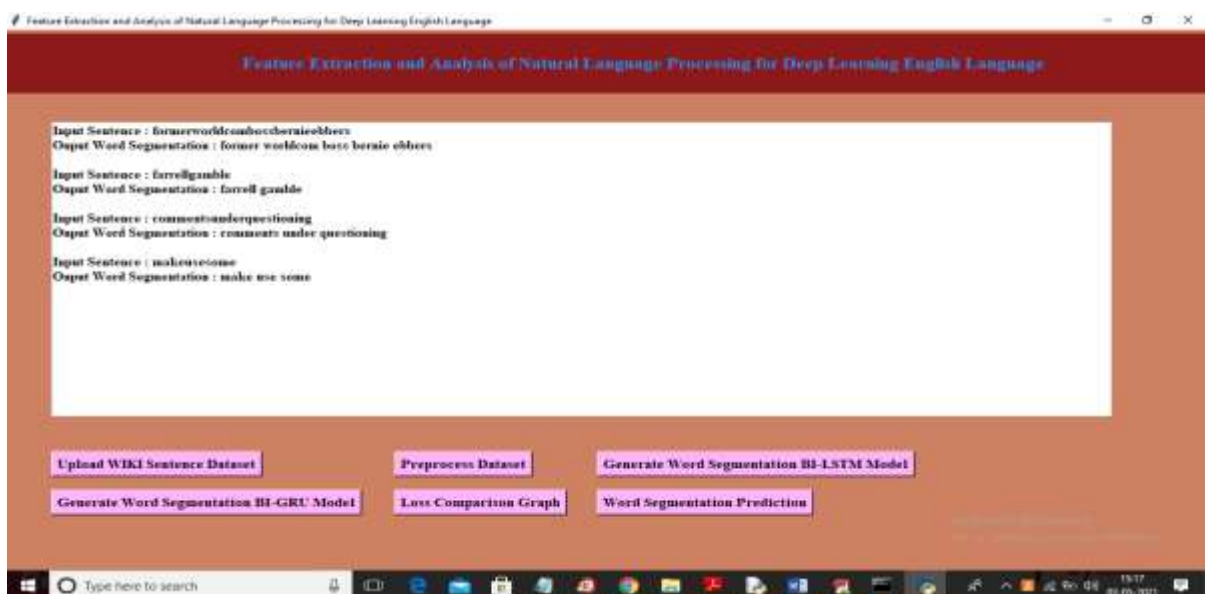 Feature Extraction and Analysis of Natural Language Processing for Deep Learning English Language
Feature Extraction and Analysis of Natural Language Processing for Deep Learning English Language
Input Sentence : formerworldcombossbernieebbers
Ouput Word Segmentation : former worldcom boss bernie ebbers
Input Sentence : farrellgamble
Ouput Word Segmentation : farrell gamble
Input Sentence : commentsunderquestioning
Ouput Word Segmentation : comments under questioning
Input Sentence : makeusesome
Ouput Word Segmentation : make use some
Upload WIKI Sentence Dataset
Preprocess Dataset
Generate Word Segmentation BI-LSTM Model
Generate Word Segmentation BI-GRU Model
Loss Comparison Graph
Word Segmentation Prediction
Type here to search
15:17